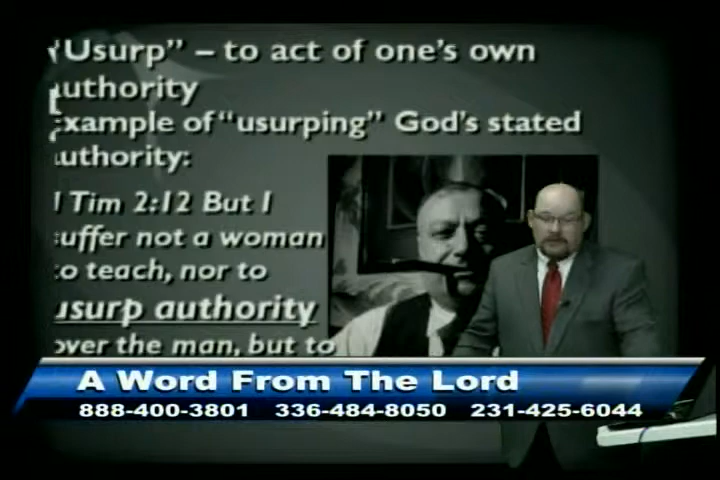 "Usurp" – to act of one's own
uthority
xample of "usurping" God's stated
uthority:
I Tim 2:12 But I
uffer not a woman
o teach, nor to
usurp authority
over the man, but to
A Word From The Lord
888-400-3801 336-484-8050 231-425-6044